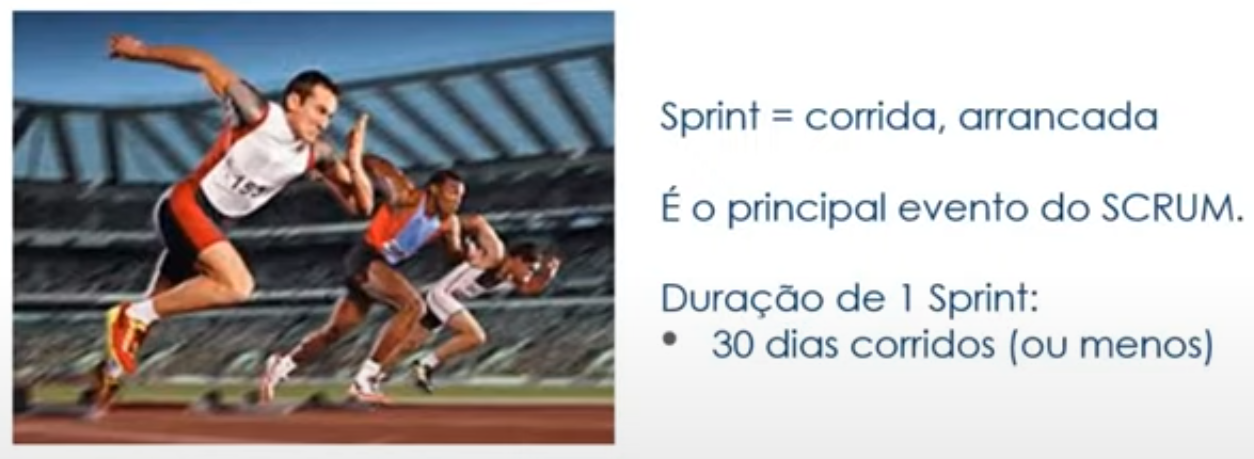 Sprint = corrida, arrancada
É o principal evento do SCRUM.
Duração de 1 Sprint:
• 30 dias corridos (ou menos)